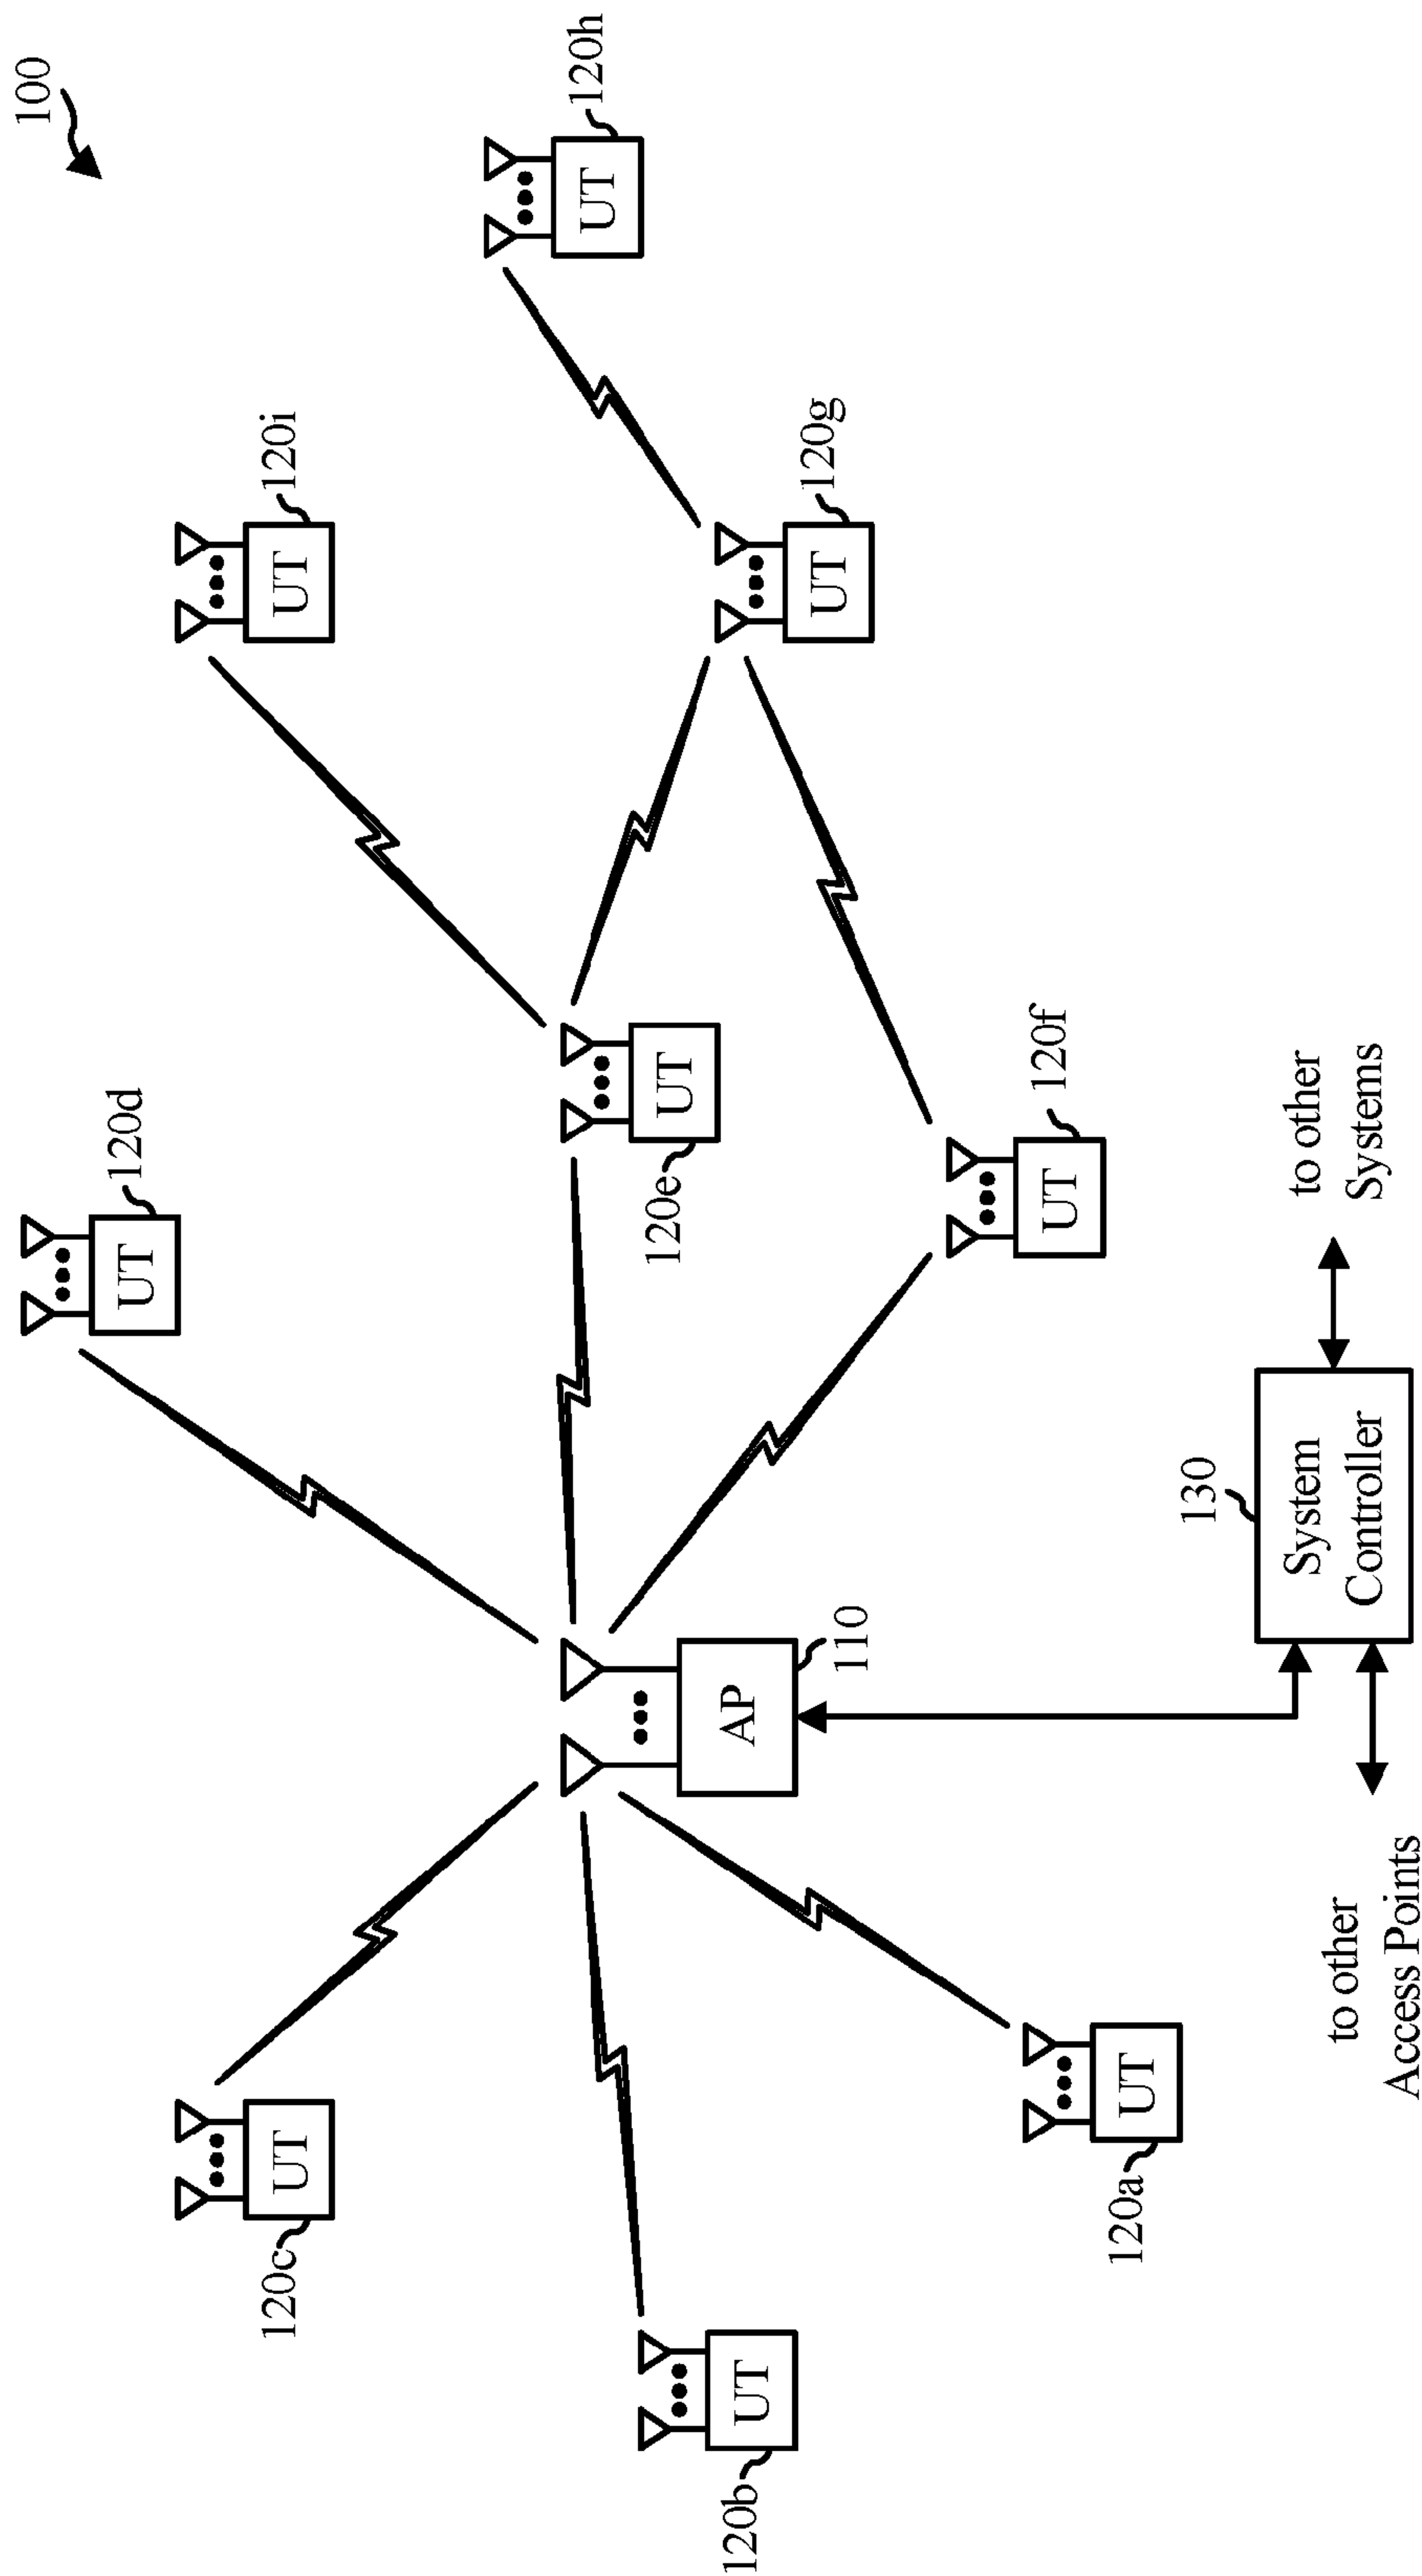 100
120d
UT
120i
UT
120c
UT
120h
UT
120e
UT
AP
110
120g
UT
120b
UT
120f
UT
120a
UT
130
System
Controller
to other
Systems
to other
Access Points